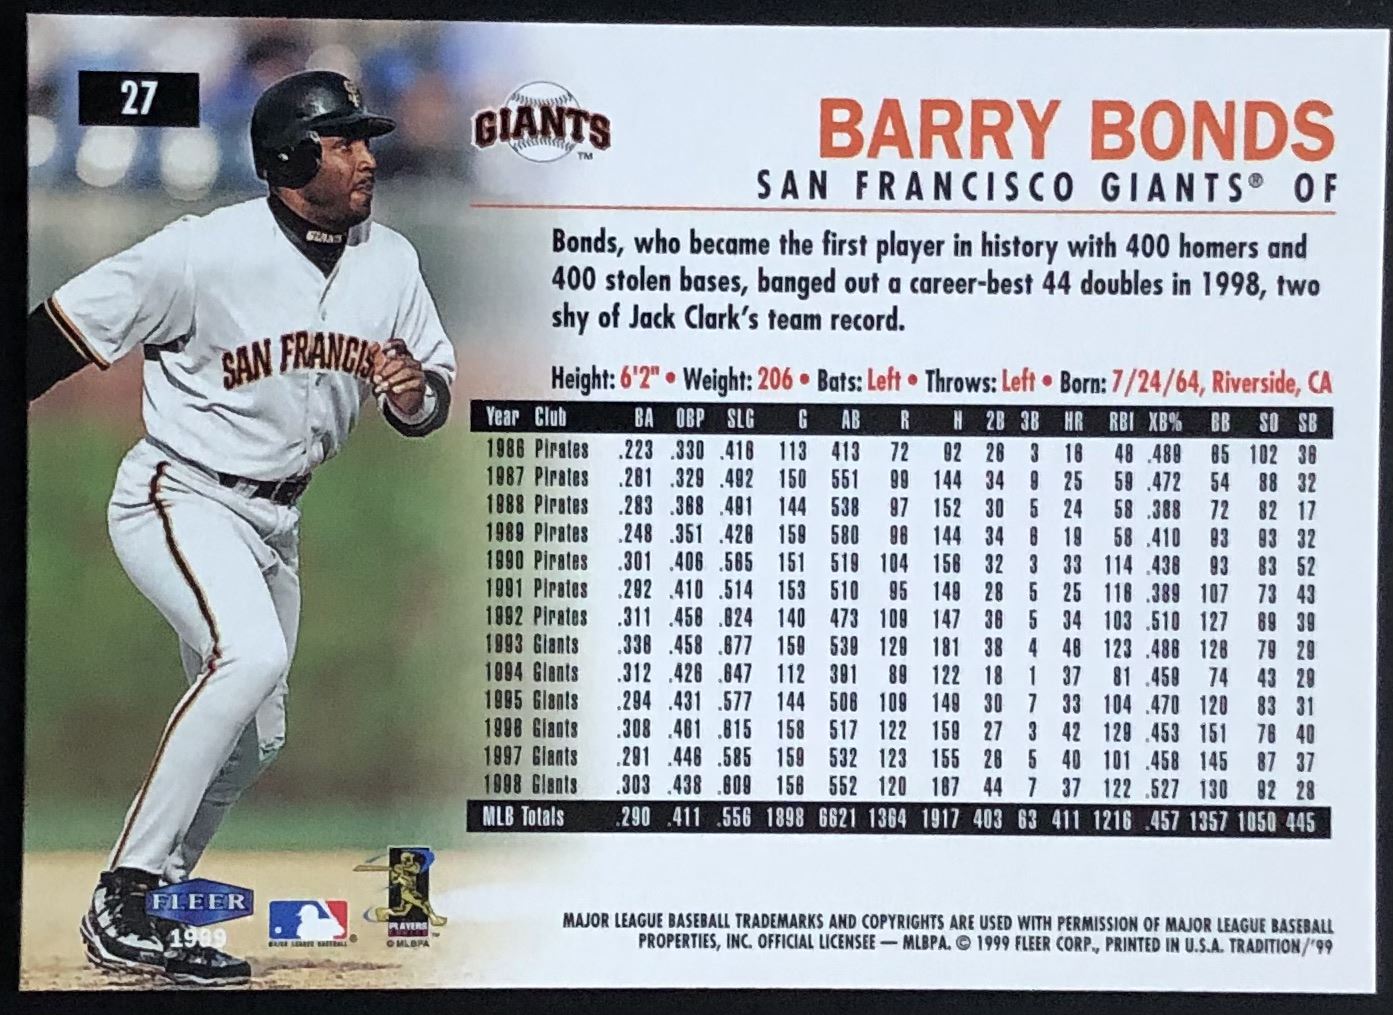 27
GIANTS
TM
BARRY BONDS
SAN FRANCISCO GIANTS® OF
Bonds, who became the first player in history with 400 homers and
400 stolen bases, banged out a career-best 44 doubles in 1998, two
shy of Jack Clark's team record.
Height: 6'2" • Weight: 206 • Bats: Left • Throws: Left • Born: 7/24/64, Riverside, CA
Year Club BA OBP SLG G AB R H 2B 3B HR RBI XB% BB SO SB
1986 Pirates .223 .330 .416 113 413 72 92 26 3 16 48 .489 65 102 36
1987 Pirates .261 .329 .492 150 551 99 144 34 9 25 59 .472 54 88 32
1988 Pirates .283 .368 .491 144 538 97 152 30 5 24 58 .388 72 82 17
1989 Pirates .248 .351 .426 159 580 96 144 34 6 19 58 .410 93 93 32
1990 Pirates .301 .406 .565 151 519 104 156 32 3 33 114 .436 93 83 52
1991 Pirates .292 .410 .514 153 510 95 149 28 5 25 116 .389 107 73 43
1992 Pirates .311 .456 .624 140 473 109 147 36 5 34 103 .510 127 69 39
1993 Giants .336 .458 .677 159 539 129 181 38 4 46 123 .486 126 79 29
1994 Giants .312 .426 .647 112 391 89 122 18 1 37 81 .459 74 43 29
1995 Giants .294 .431 .577 144 506 109 149 30 7 33 104 .470 120 83 31
1996 Giants .308 .461 .615 158 517 122 159 27 3 42 129 .453 151 76 40
1997 Giants .291 .446 .585 159 532 123 155 26 5 40 101 .458 145 87 37
1998 Giants .303 .438 .609 156 552 120 167 44 7 37 122 .527 130 92 28
MLB Totals .290 .411 .556 1898 6621 1364 1917 403 63 411 1216 .457 1357 1050 445
GIANTS
SAN FRANCIS
FLEER
1999
MAJOR LEAGUE BASEBALL ®
PLAYERS
CHOICE ™
© MLBPA
MAJOR LEAGUE BASEBALL TRADEMARKS AND COPYRIGHTS ARE USED WITH PERMISSION OF MAJOR LEAGUE BASEBALL
PROPERTIES, INC. OFFICIAL LICENSEE — MLBPA. © 1999 FLEER CORP., PRINTED IN U.S.A. TRADITION/'99